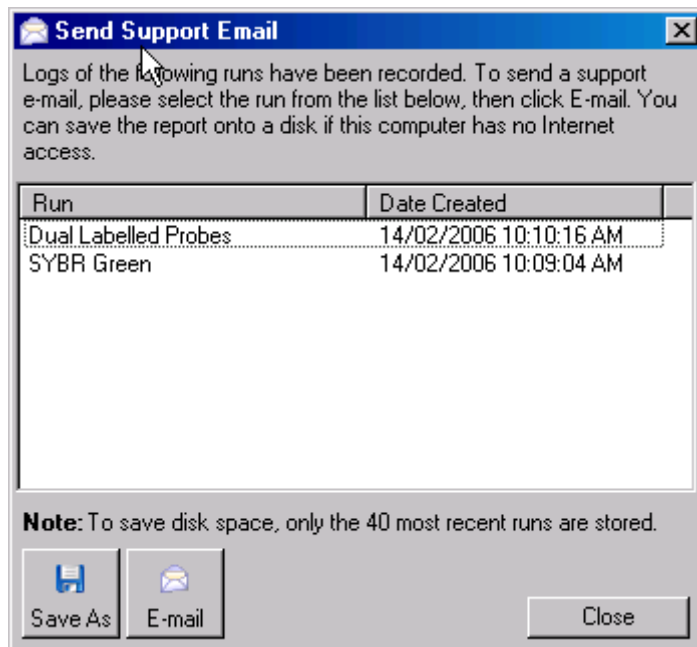 Send Support Email
Logs of the following runs have been recorded. To send a support
e-mail, please select the run from the list below, then click E-mail. You
can save the report onto a disk if this computer has no Internet
access.
Run Date Created
Dual Labelled Probes 14/02/2006 10:10:16 AM
SYBR Green 14/02/2006 10:09:04 AM
Note: To save disk space, only the 40 most recent runs are stored.
Save As E-mail Close